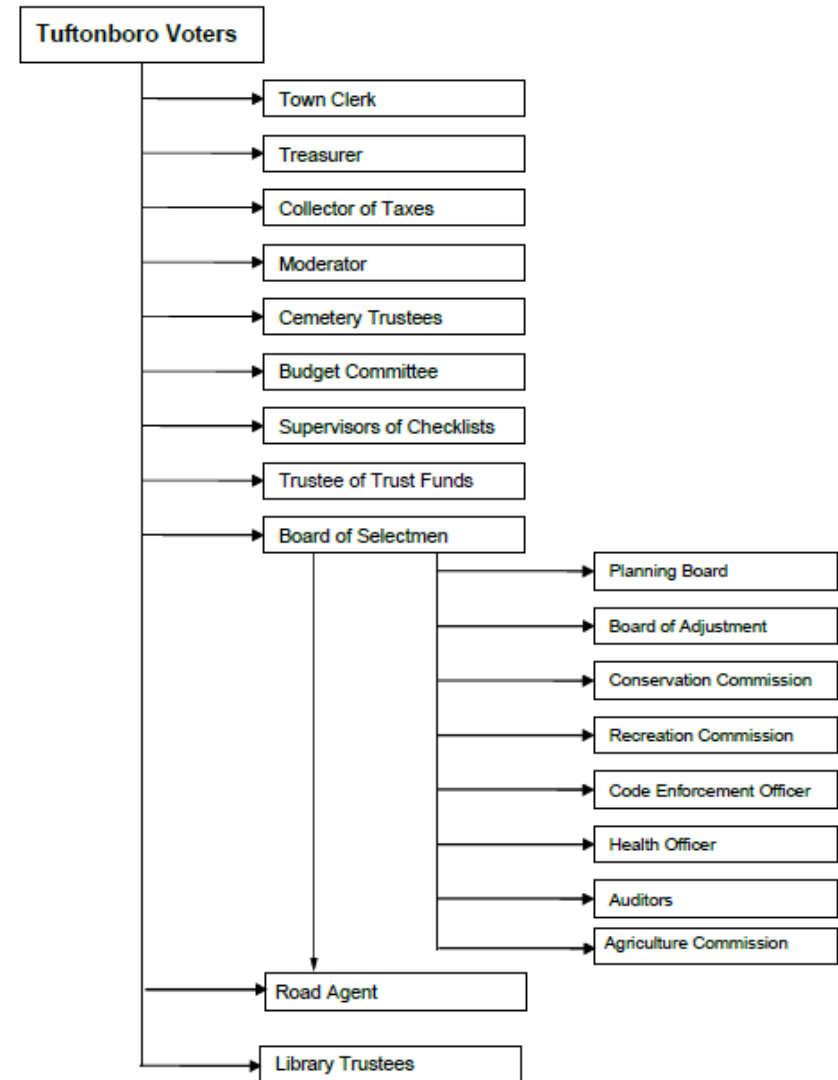 Tuftonboro Voters
Town Clerk
Treasurer
Collector of Taxes
Moderator
Cemetery Trustees
Budget Committee
Supervisors of Checklists
Trustee of Trust Funds
Board of Selectmen
Planning Board
Board of Adjustment
Conservation Commission
Recreation Commission
Code Enforcement Officer
Health Officer
Auditors
Agriculture Commission
Road Agent
Library Trustees